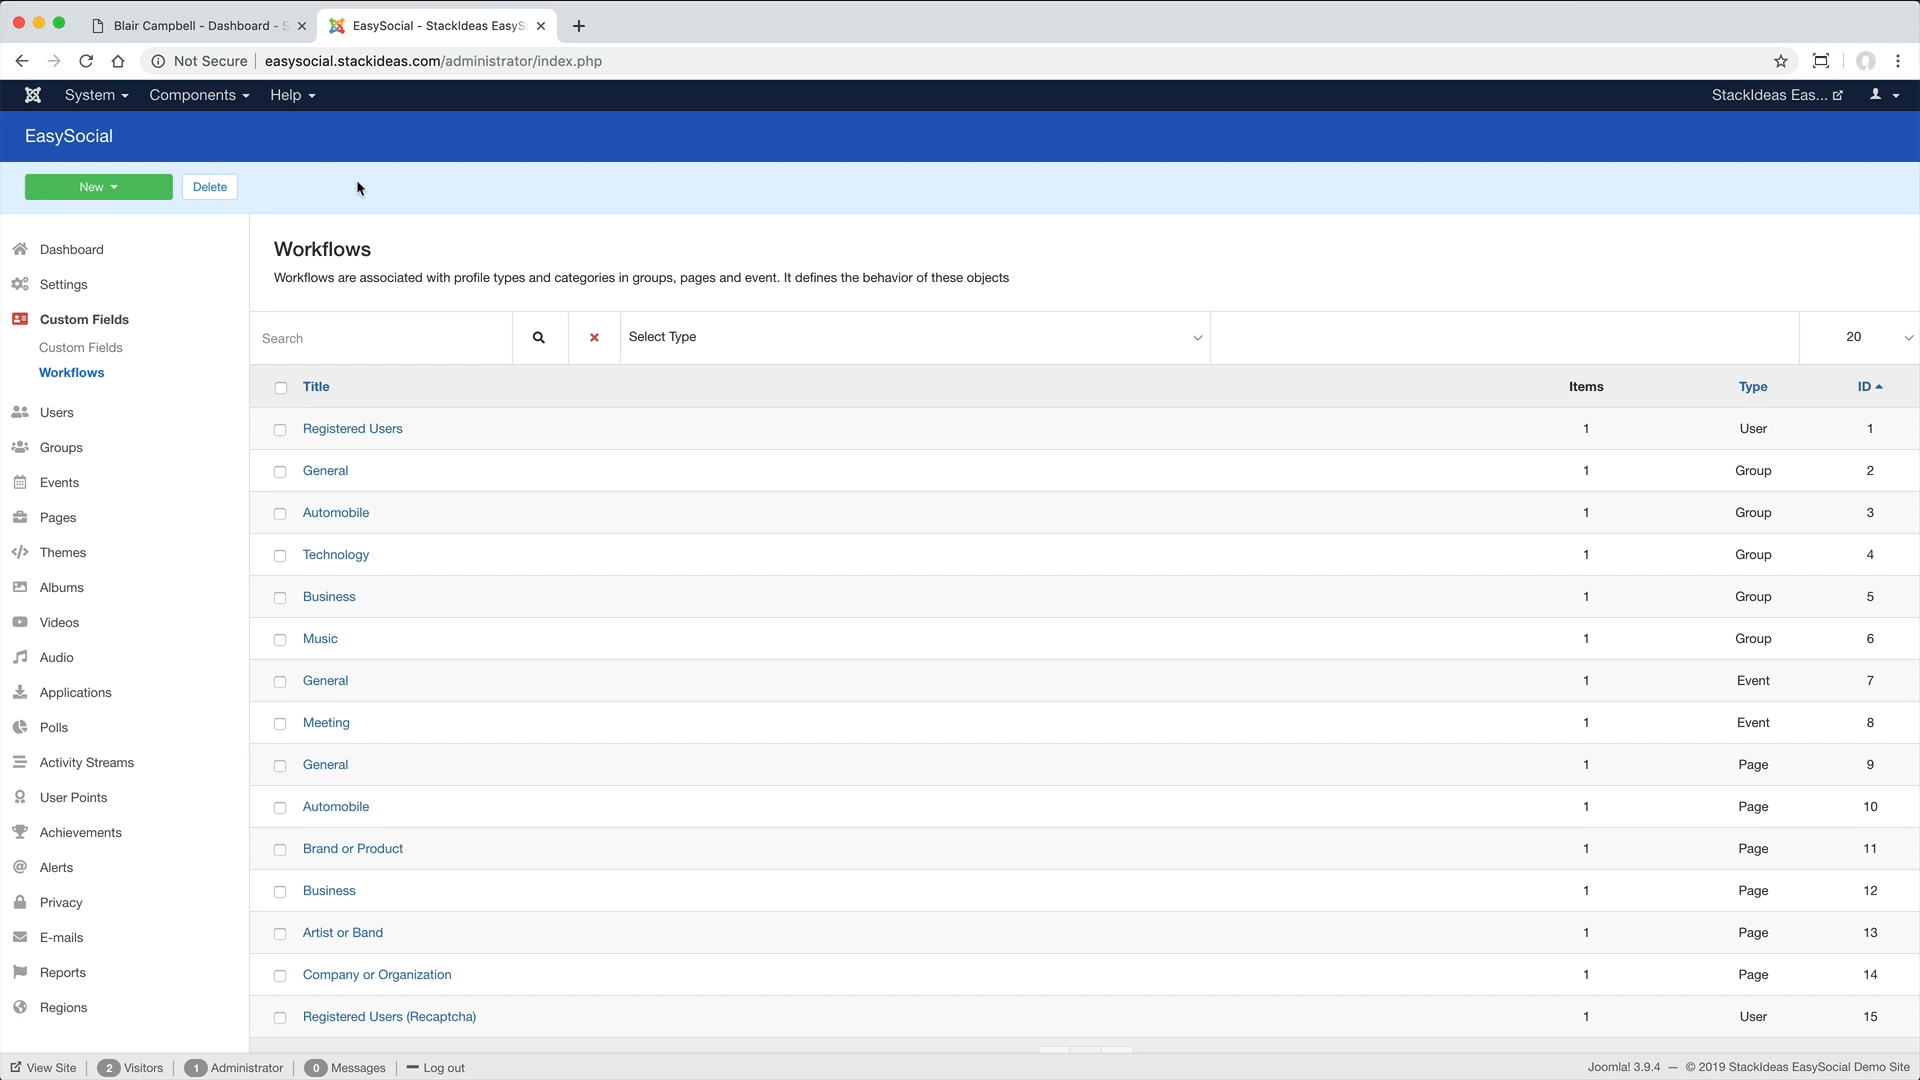 Blair Campbell - Dashboard - S
EasySocial - StackIdeas EasyS
Not Secure
easysocial.stackideas.com/administrator/index.php
System Components Help
StackIdeas Eas...
EasySocial
New Delete
Dashboard
Settings
Custom Fields
Custom Fields
Workflows
Users
Groups
Events
Pages
Themes
Albums
Videos
Audio
Applications
Polls
Activity Streams
User Points
Achievements
Alerts
Privacy
E-mails
Reports
Regions
Workflows
Workflows are associated with profile types and categories in groups, pages and event. It defines the behavior of these objects
Search Select Type 20
Title Items Type ID
Registered Users 1 User 1
General 1 Group 2
Automobile 1 Group 3
Technology 1 Group 4
Business 1 Group 5
Music 1 Group 6
General 1 Event 7
Meeting 1 Event 8
General 1 Page 9
Automobile 1 Page 10
Brand or Product 1 Page 11
Business 1 Page 12
Artist or Band 1 Page 13
Company or Organization 1 Page 14
Registered Users (Recaptcha) 1 User 15
View Site 2 Visitors 1 Administrator 0 Messages Log out
Joomla! 3.9.4 — © 2019 StackIdeas EasySocial Demo Site